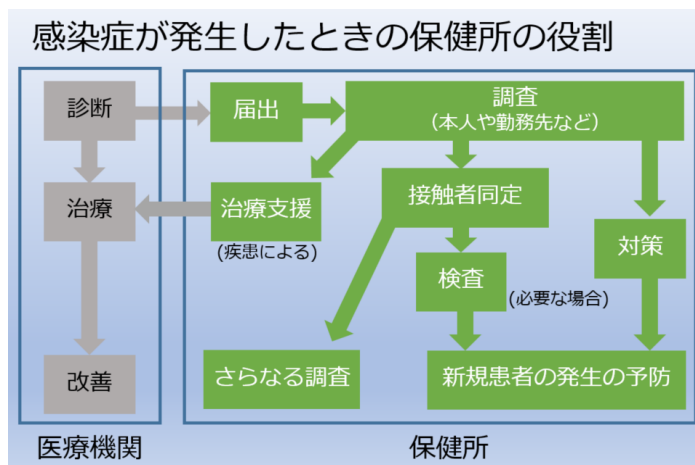 感染症が発生したときの保健所の役割
診断
届出
調査
(本人や勤務先など)
治療
治療支援
(疾患による)
接触者同定
対策
検査
(必要な場合)
改善
さらなる調査
新規患者の発生の予防
医療機関
保健所